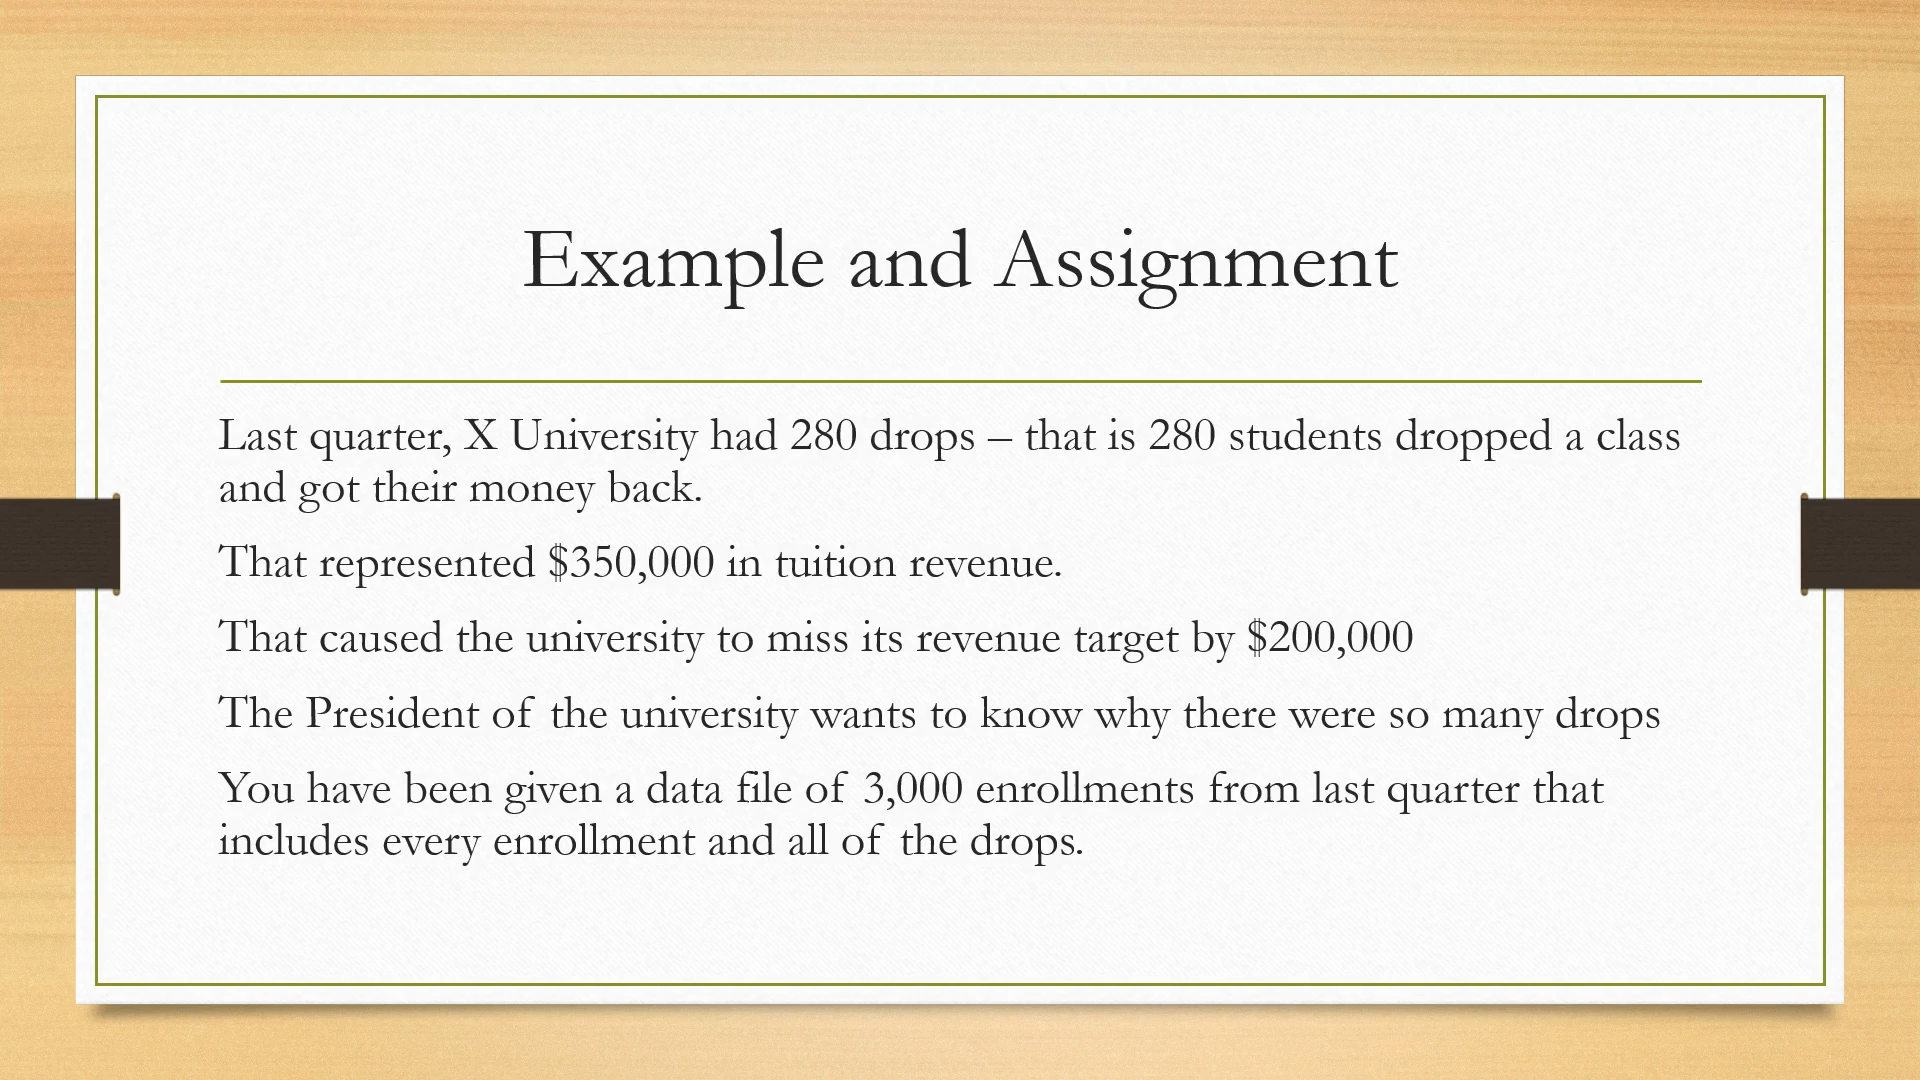 Example and Assignment
Last quarter, X University had 280 drops – that is 280 students dropped a class
and got their money back.
That represented $350,000 in tuition revenue.
That caused the university to miss its revenue target by $200,000
The President of the university wants to know why there were so many drops
You have been given a data file of 3,000 enrollments from last quarter that
includes every enrollment and all of the drops.